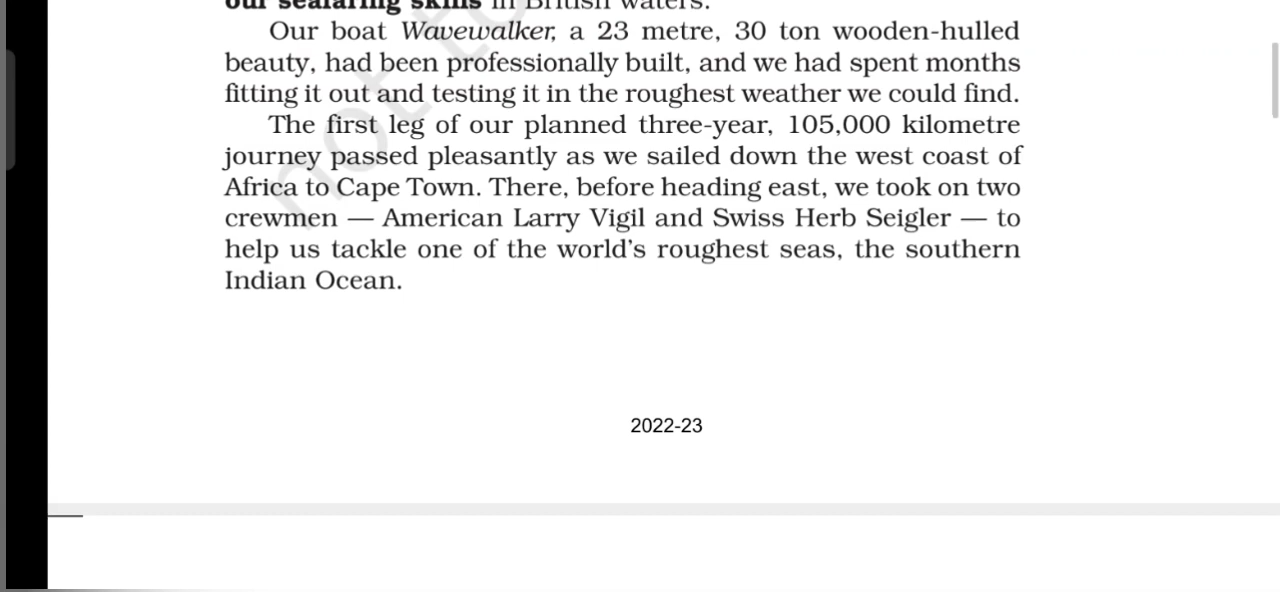 our seafaring skills in British waters.
Our boat Wavewalker, a 23 metre, 30 ton wooden-hulled
beauty, had been professionally built, and we had spent months
fitting it out and testing it in the roughest weather we could find.
The first leg of our planned three-year, 105,000 kilometre
journey passed pleasantly as we sailed down the west coast of
Africa to Cape Town. There, before heading east, we took on two
crewmen — American Larry Vigil and Swiss Herb Seigler — to
help us tackle one of the world's roughest seas, the southern
Indian Ocean.
2022-23
not to